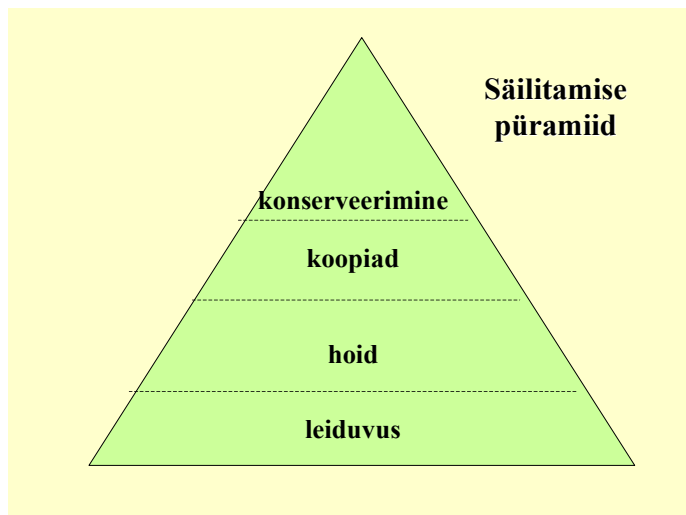 Säilitamise
püramiid
konserveerimine
koopiad
hoid
leiduvus